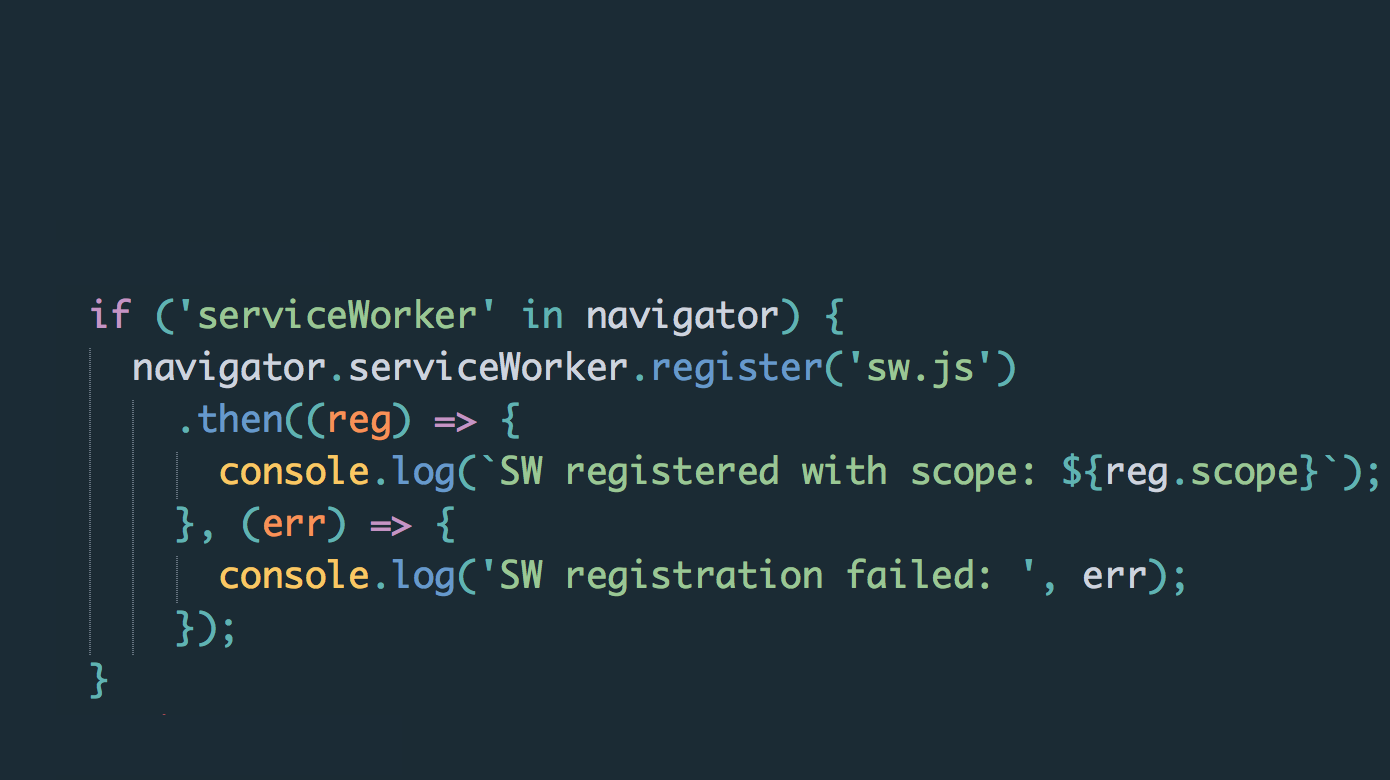 if ('serviceWorker' in navigator) {
  navigator.serviceWorker.register('sw.js')
    .then((reg) => {
      console.log(`SW registered with scope: ${reg.scope}`);
    }, (err) => {
      console.log('SW registration failed: ', err);
    });
}